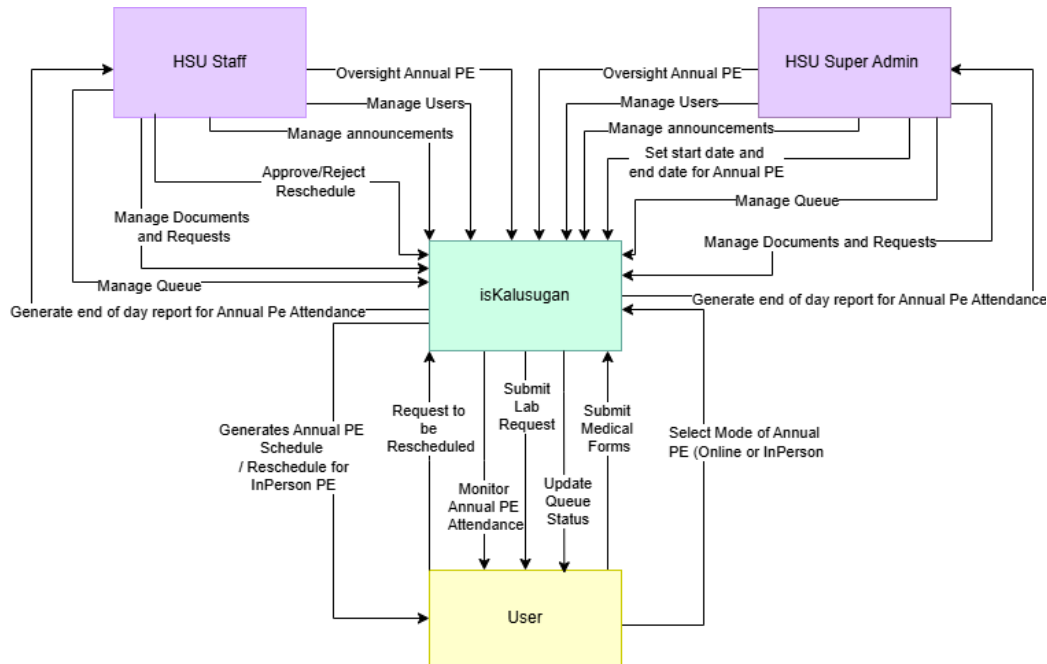 HSU Staff
HSU Super Admin
Oversight Annual PE
Oversight Annual PE
Manage Users
Manage Users
Manage announcements
Manage announcements
Set start date and
end date for Annual PE
Approve/Reject
Reschedule
Manage Queue
Manage Documents
and Requests
Manage Documents and Requests
Manage Queue
isKalusugan
Generate end of day report for Annual Pe Attendance
Generate end of day report for Annual Pe Attendance
Generates Annual PE
Schedule
/ Reschedule for
InPerson PE
Request to
be
Rescheduled
Monitor
Annual PE
Attendance
Submit
Lab
Request
Update
Queue
Status
Submit
Medical
Forms
Select Mode of Annual
PE (Online or InPerson
User